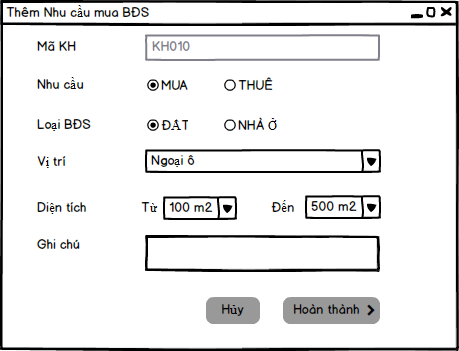 Thêm Nhu cầu mua BĐS
Mã KH KH010
Nhu cầu MUA THUÊ
Loại BĐS ĐẤT NHÀ Ở
Vị trí Ngoại ô
Diện tích Từ 100 m2 Đến 500 m2
Ghi chú
Hủy Hoàn thành